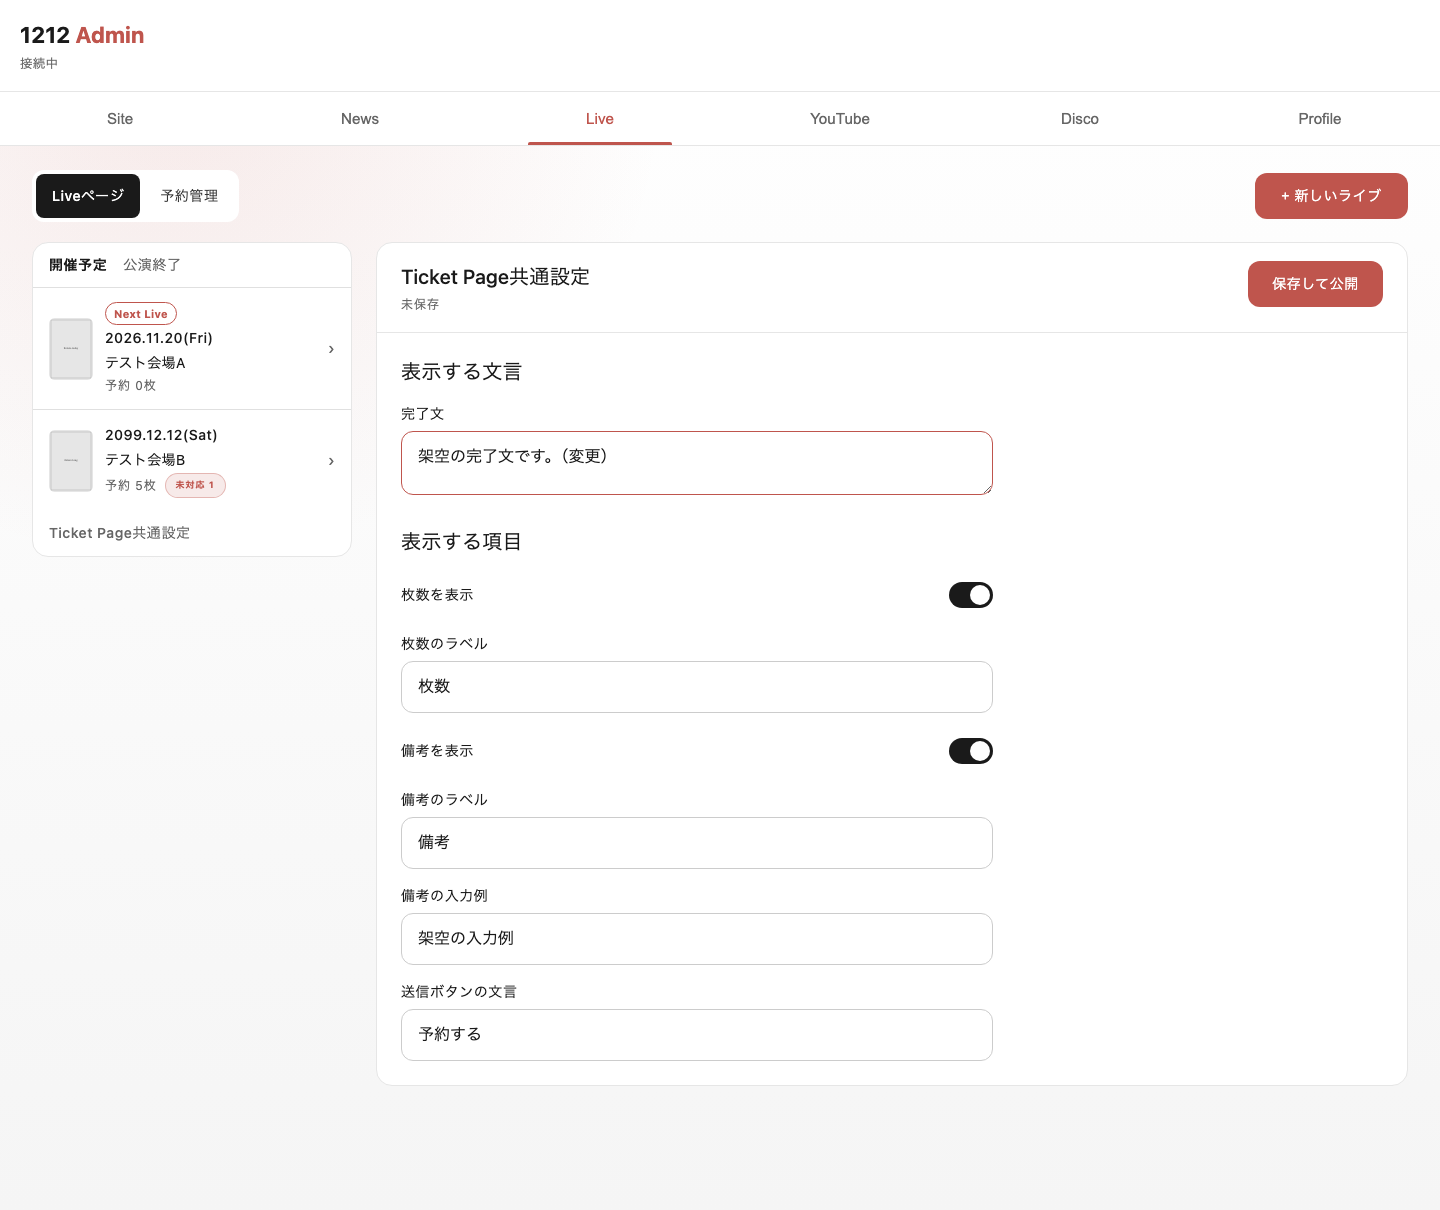 1212 Admin
接続中
Site
News
Live
YouTube
Disco
Profile
Liveページ
予約管理
+ 新しいライブ
開催予定
公演終了
Next Live
2026.11.20(Fri)
テスト会場A
予約 0枚
2099.12.12(Sat)
テスト会場B
予約 5枚
未対応 1
Ticket Page共通設定
Ticket Page共通設定
未保存
保存して公開
表示する文言
完了文
架空の完了文です。（変更）
表示する項目
枚数を表示
枚数のラベル
枚数
備考を表示
備考のラベル
備考
備考の入力例
架空の入力例
送信ボタンの文言
予約する